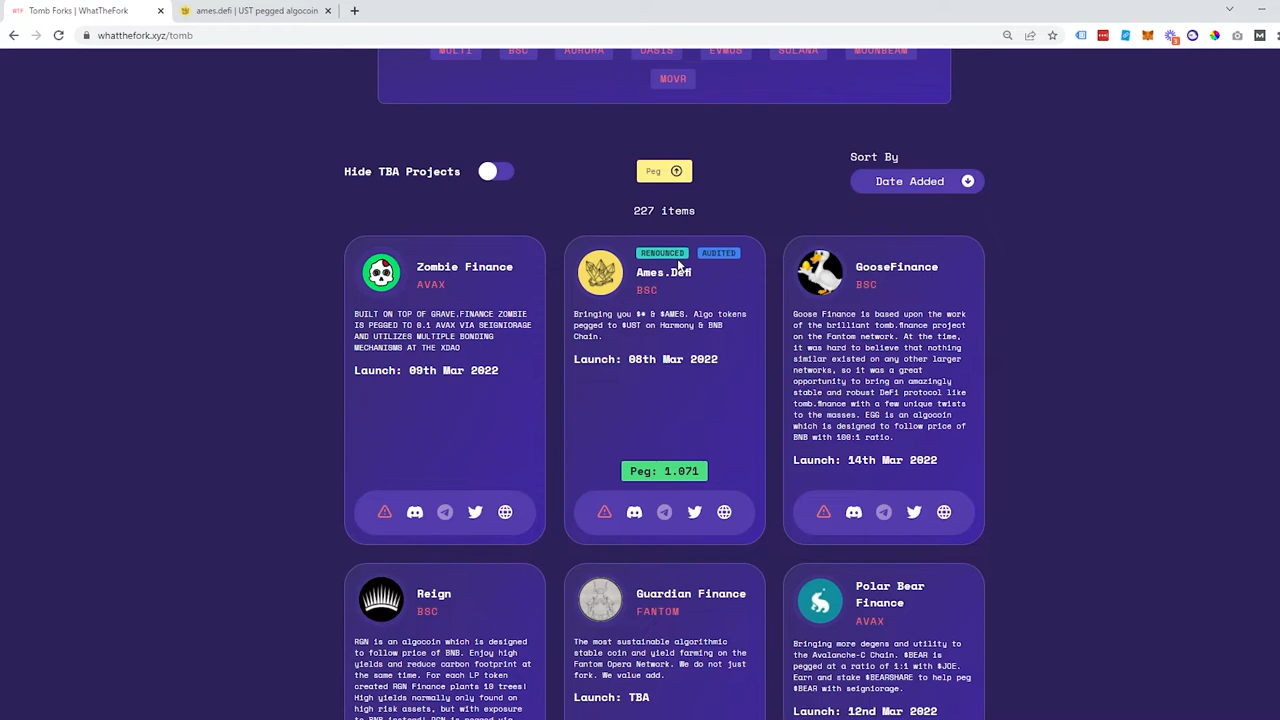 Tomb Forks | WhatTheFork
ames.defi | UST pegged algocoin
whatthefork.xyz/tomb
MULTI
BSC
AURORA
OASIS
EVMOS
SOLANA
MOONBEAM
MOVR
Hide TBA Projects
Peg
Sort By
Date Added
227 items
Zombie Finance
AVAX
BUILT ON TOP OF GRAVE.FINANCE ZOMBIE
IS PEGGED TO 0.1 AVAX VIA SEIGNIORAGE
AND UTILIZES MULTIPLE BONDING
MECHANISMS AT THE XDAO
Launch: 09th Mar 2022
RENOUNCED
AUDITED
Ames.Defi
BSC
Bringing you $* & $AMES. Algo tokens
pegged to $UST on Harmony & BNB
Chain.
Launch: 08th Mar 2022
Peg: 1.071
GooseFinance
BSC
Goose Finance is based upon the work
of the brilliant tomb.finance project
on the Fantom network. At the time,
it was hard to believe that nothing
similar existed on any other larger
networks, so it was a great
opportunity to bring an amazingly
stable and robust DeFi protocol like
tomb.finance with a few unique twists
to the masses. EGG is an algocoin
which is designed to follow price of
BNB with 100:1 ratio.
Launch: 14th Mar 2022
Reign
BSC
RGN is an algocoin which is designed
to follow price of BNB. Enjoy high
yields and reduce carbon footprint at
the same time. For each LP token
created RGN Finance plants 10 trees!
High yields normally only found on
high risk assets, but with exposure
Guardian Finance
FANTOM
The most sustainable algorithmic
stable coin and yield farming on the
Fantom Opera Network. We do not just
fork. We value add.
Launch: TBA
Polar Bear
Finance
AVAX
Bringing more degens and utility to
the Avalanche-C Chain. $BEAR is
pegged at a ratio of 1:1 with $JOE.
Earn and stake $BEARSHARE to help peg
$BEAR with seigniorage.
Launch: 12nd Mar 2022